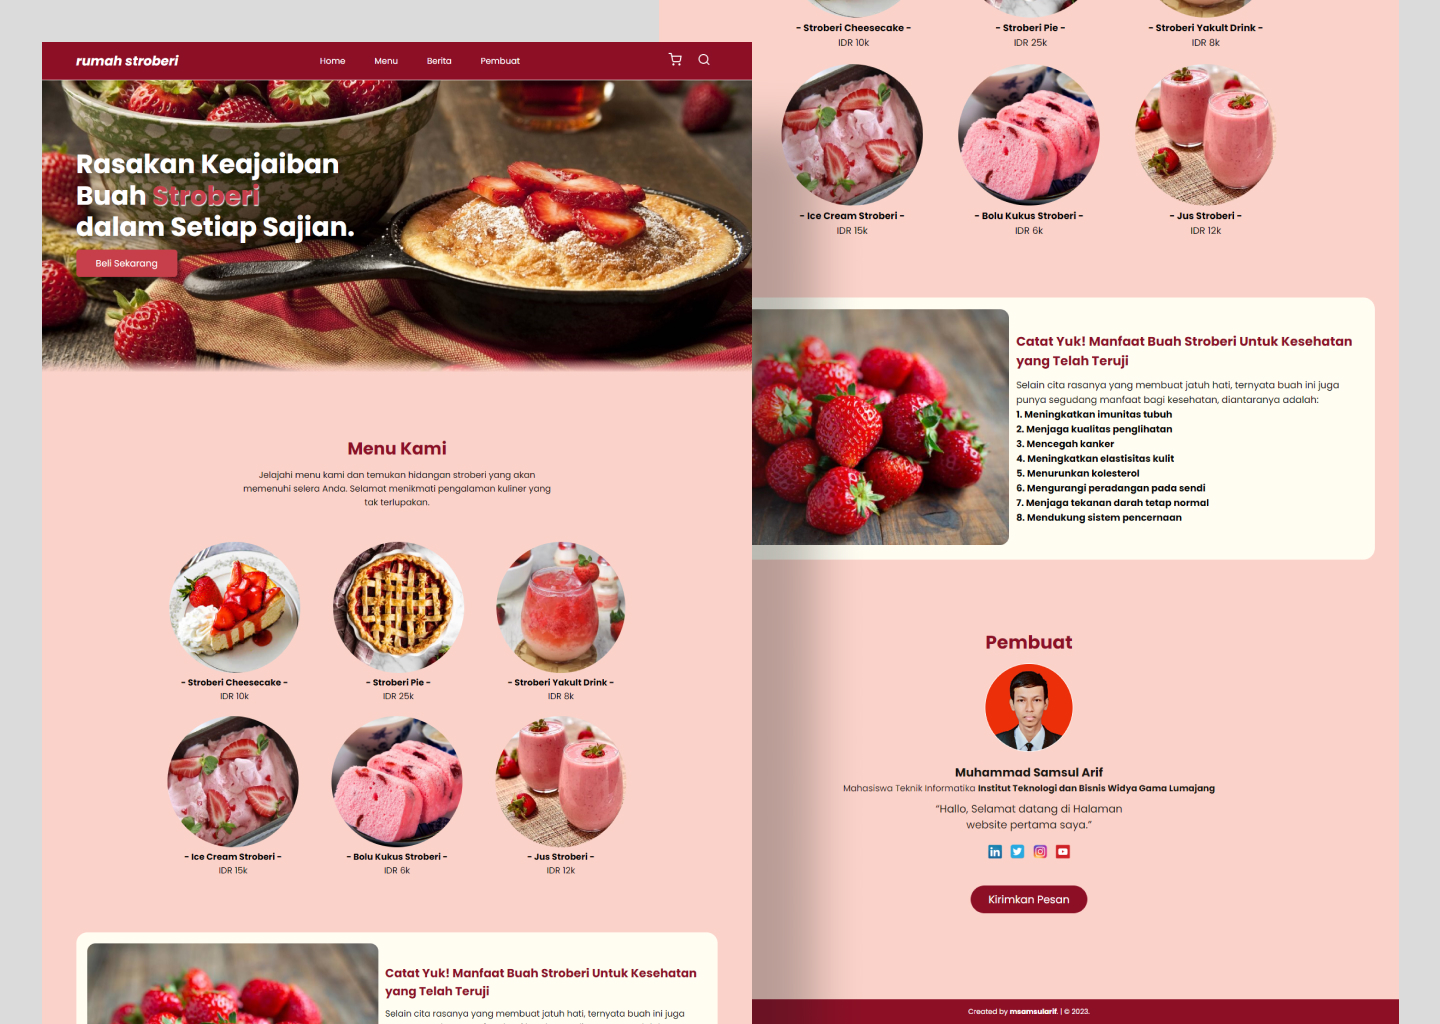 rumah stroberi
Home
Menu
Berita
Pembuat
Rasakan Keajaiban
Buah Stroberi
dalam Setiap Sajian.
Beli Sekarang
Menu Kami
Jelajahi menu kami dan temukan hidangan stroberi yang akan
memenuhi selera Anda. Selamat menikmati pengalaman kuliner yang
tak terlupakan.
- Stroberi Cheesecake -
IDR 10k
- Stroberi Pie -
IDR 25k
- Stroberi Yakult Drink -
IDR 8k
- Ice Cream Stroberi -
IDR 15k
- Bolu Kukus Stroberi -
IDR 6k
- Jus Stroberi -
IDR 12k
Catat Yuk! Manfaat Buah Stroberi Untuk Kesehatan
yang Telah Teruji
Selain cita rasanya yang membuat jatuh hati, ternyata buah ini juga
- Stroberi Cheesecake -
IDR 10k
- Stroberi Pie -
IDR 25k
- Stroberi Yakult Drink -
IDR 8k
- Ice Cream Stroberi -
IDR 15k
- Bolu Kukus Stroberi -
IDR 6k
- Jus Stroberi -
IDR 12k
Catat Yuk! Manfaat Buah Stroberi Untuk Kesehatan
yang Telah Teruji
Selain cita rasanya yang membuat jatuh hati, ternyata buah ini juga
punya segudang manfaat bagi kesehatan, diantaranya adalah:
1. Meningkatkan imunitas tubuh
2. Menjaga kualitas penglihatan
3. Mencegah kanker
4. Meningkatkan elastisitas kulit
5. Menurunkan kolesterol
6. Mengurangi peradangan pada sendi
7. Menjaga tekanan darah tetap normal
8. Mendukung sistem pencernaan
Pembuat
Muhammad Samsul Arif
Mahasiswa Teknik Informatika Institut Teknologi dan Bisnis Widya Gama Lumajang
“Hallo, Selamat datang di Halaman
website pertama saya.”
in
Kirimkan Pesan
Created by msamsularif. | © 2023.